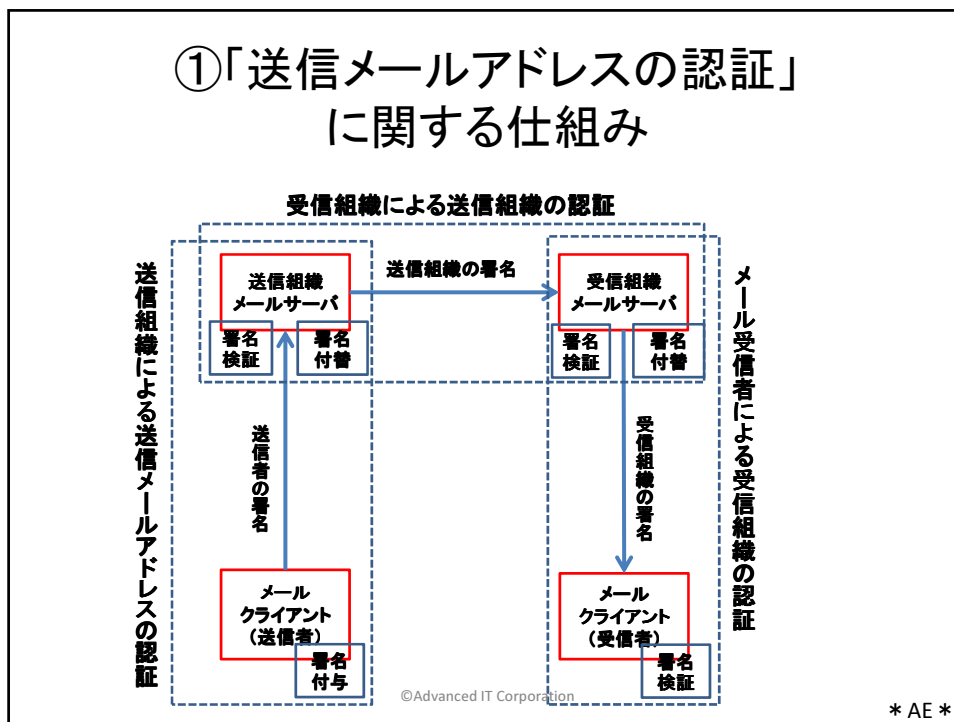 ①「送信メールアドレスの認証」
に関する仕組み
受信組織による送信組織の認証
送信組織による送信メールアドレスの認証
送信組織
メールサーバ
署名
検証
署名
付替
送信組織の署名
受信組織
メールサーバ
署名
検証
署名
付替
メール受信者による受信組織の認証
送信者の署名
受信組織の署名
メール
クライアント
(送信者)
署名
付与
メール
クライアント
(受信者)
署名
検証
©Advanced IT Corporation
＊AE＊